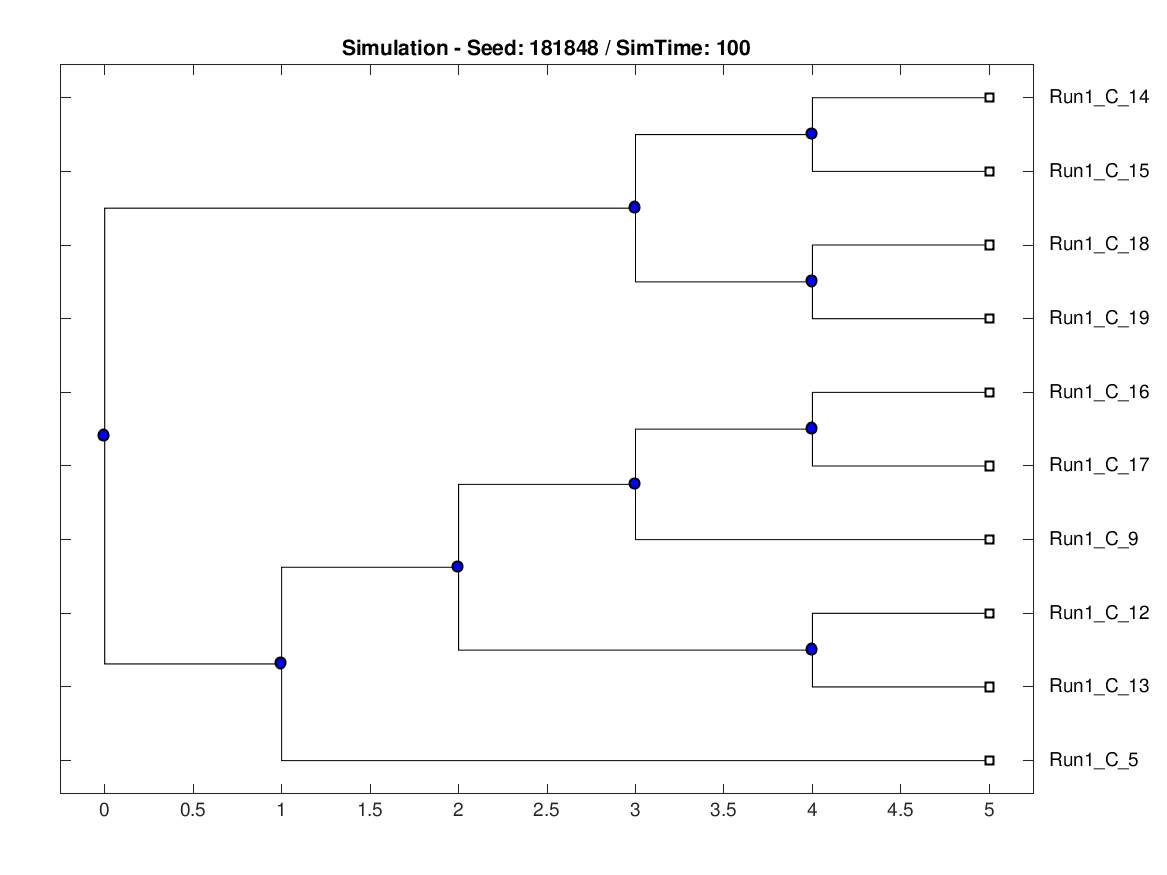 Simulation - Seed: 181848 / SimTime: 100
Run1_C_14
Run1_C_15
Run1_C_18
Run1_C_19
Run1_C_16
Run1_C_17
Run1_C_9
Run1_C_12
Run1_C_13
Run1_C_5
0 0.5 1 1.5 2 2.5 3 3.5 4 4.5 5